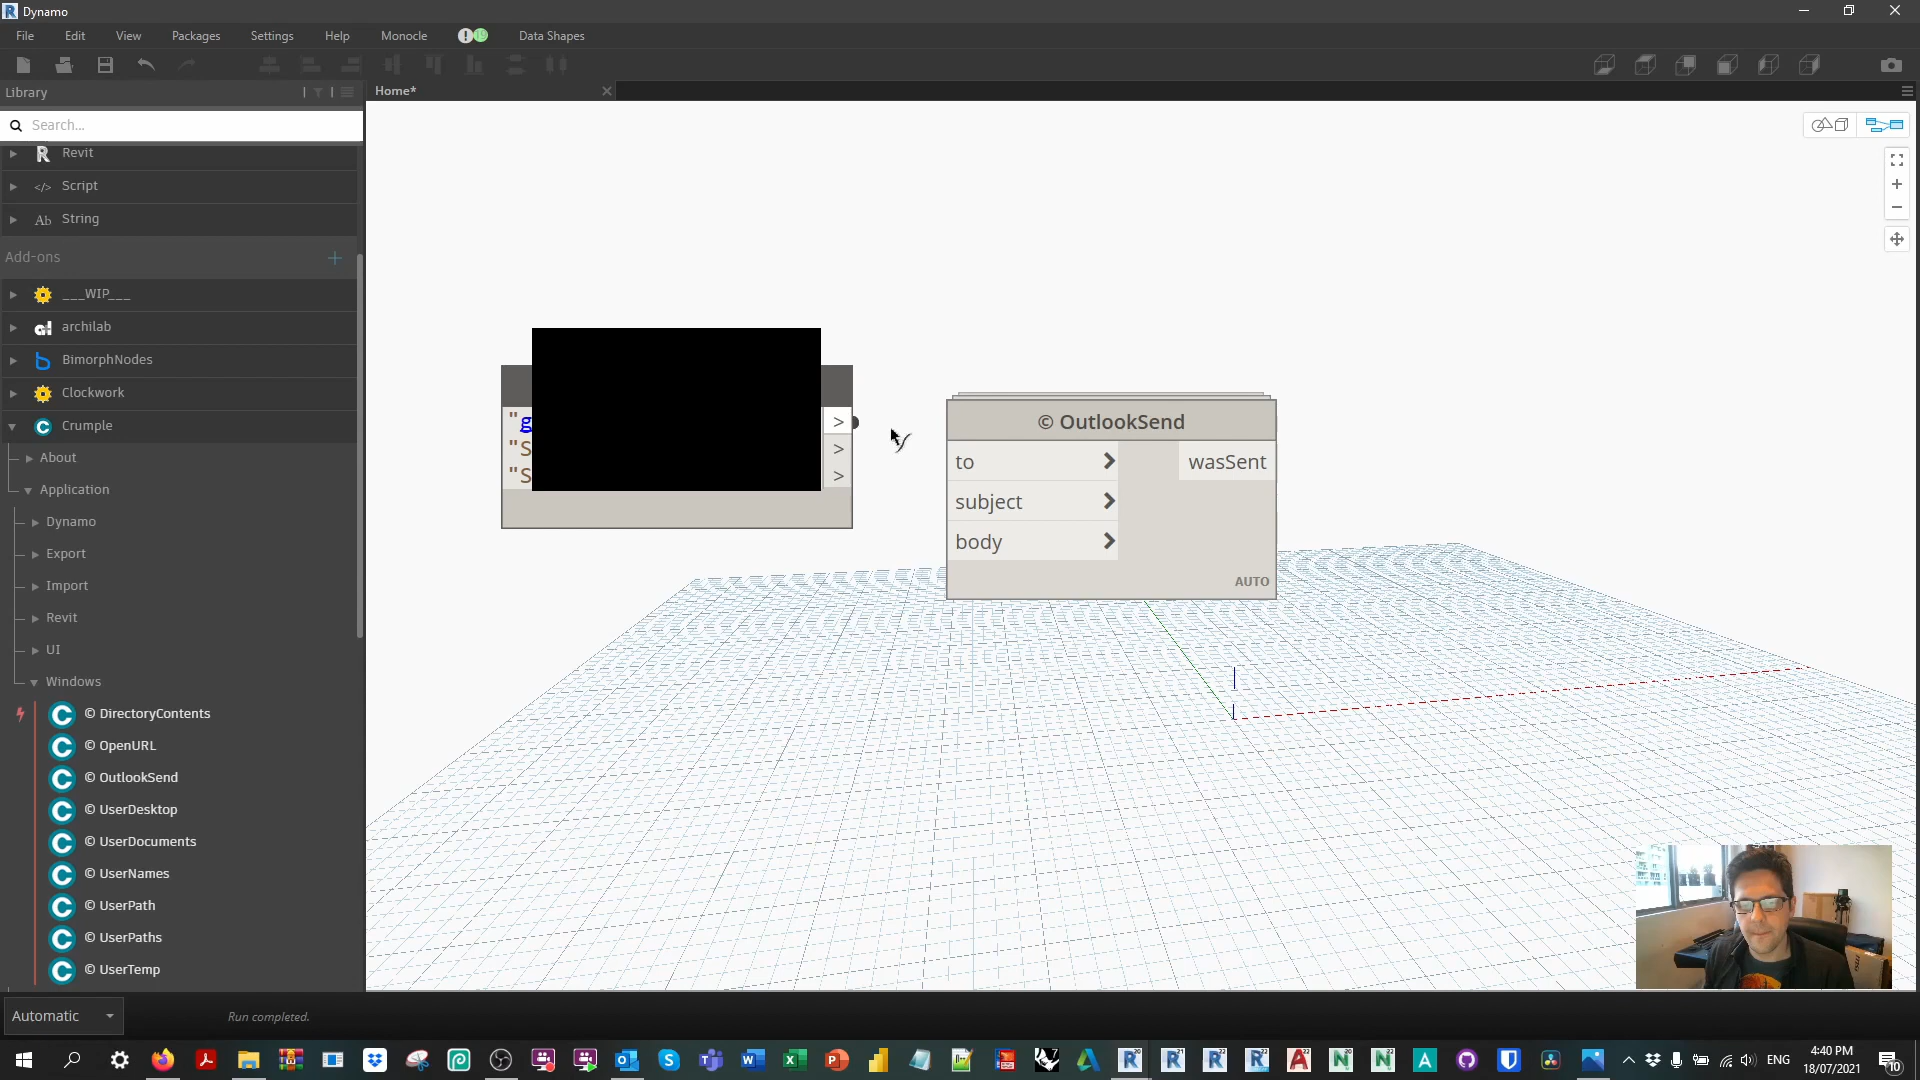 Dynamo
File Edit View Packages Settings Help Monocle Data Shapes
Library
Home*
Search...
Revit
Script
String
Add-ons
___WIP___
archilab
BimorphNodes
Clockwork
Crumple
About
Application
Dynamo
Export
Import
Revit
UI
Windows
© DirectoryContents
© OpenURL
© OutlookSend
© UserDesktop
© UserDocuments
© UserNames
© UserPath
© UserPaths
© UserTemp
"g >
"S >
"S >
© OutlookSend
to wasSent
subject
body
AUTO
Automatic
Run completed.
ENG
4:40 PM
18/07/2021
10